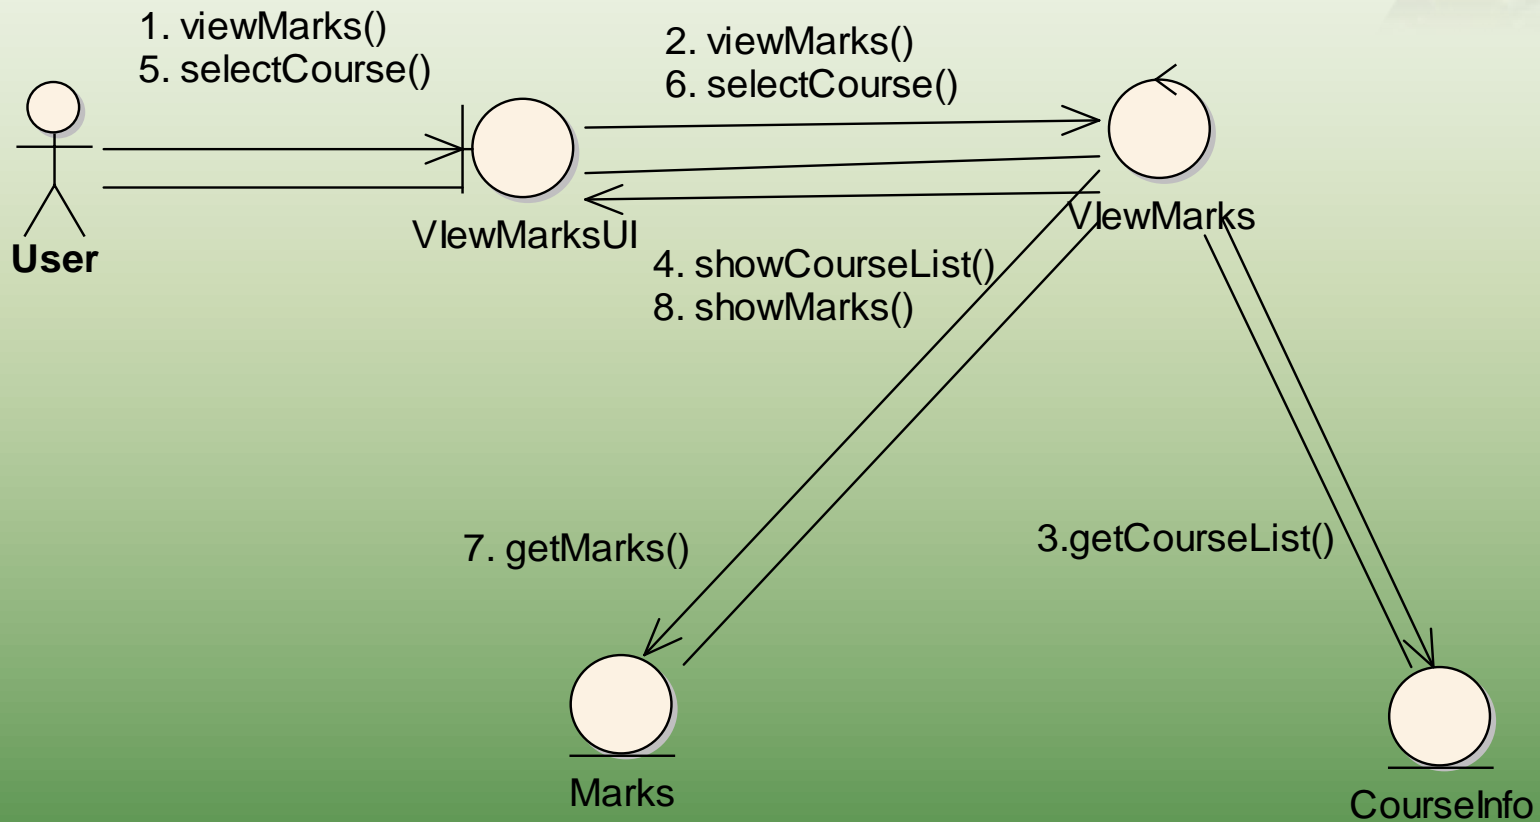 1. viewMarks()
5. selectCourse()
2. viewMarks()
6. selectCourse()
User
VIewMarksUI
VIewMarks
4. showCourseList()
8. showMarks()
7. getMarks()
3.getCourseList()
Marks
CourseInfo